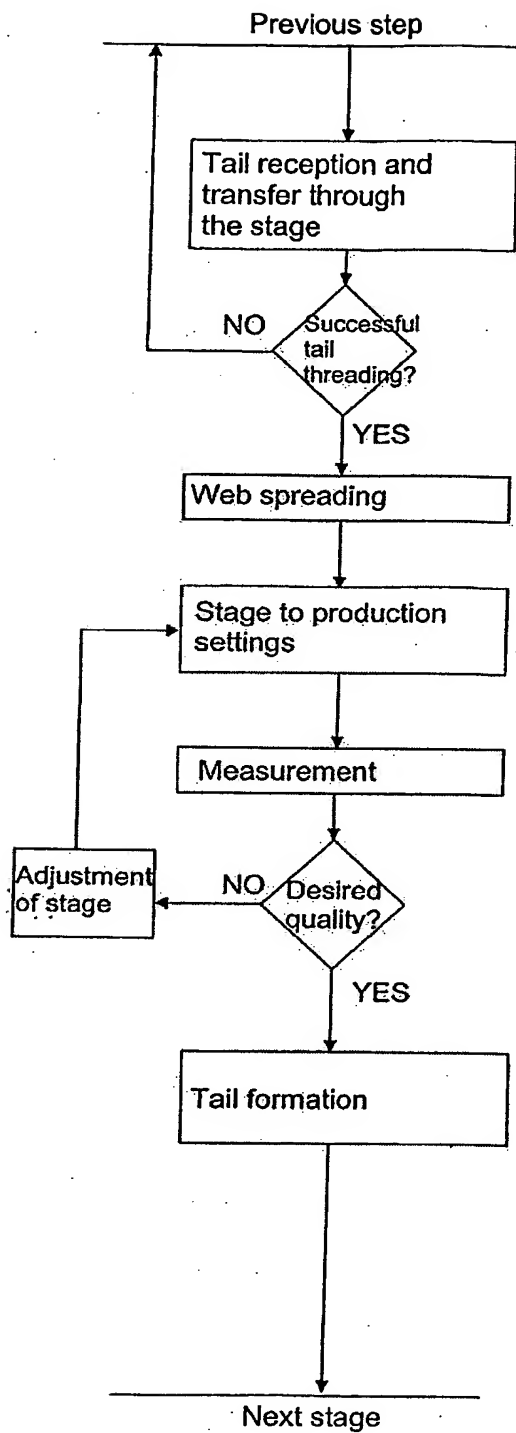 Previous step
Tail reception and
transfer through
the stage
NO
Successful
tail
threading?
YES
Web spreading
Stage to production
settings
Measurement
Adjustment
of stage
NO
Desired
quality?
YES
Tail formation
Next stage